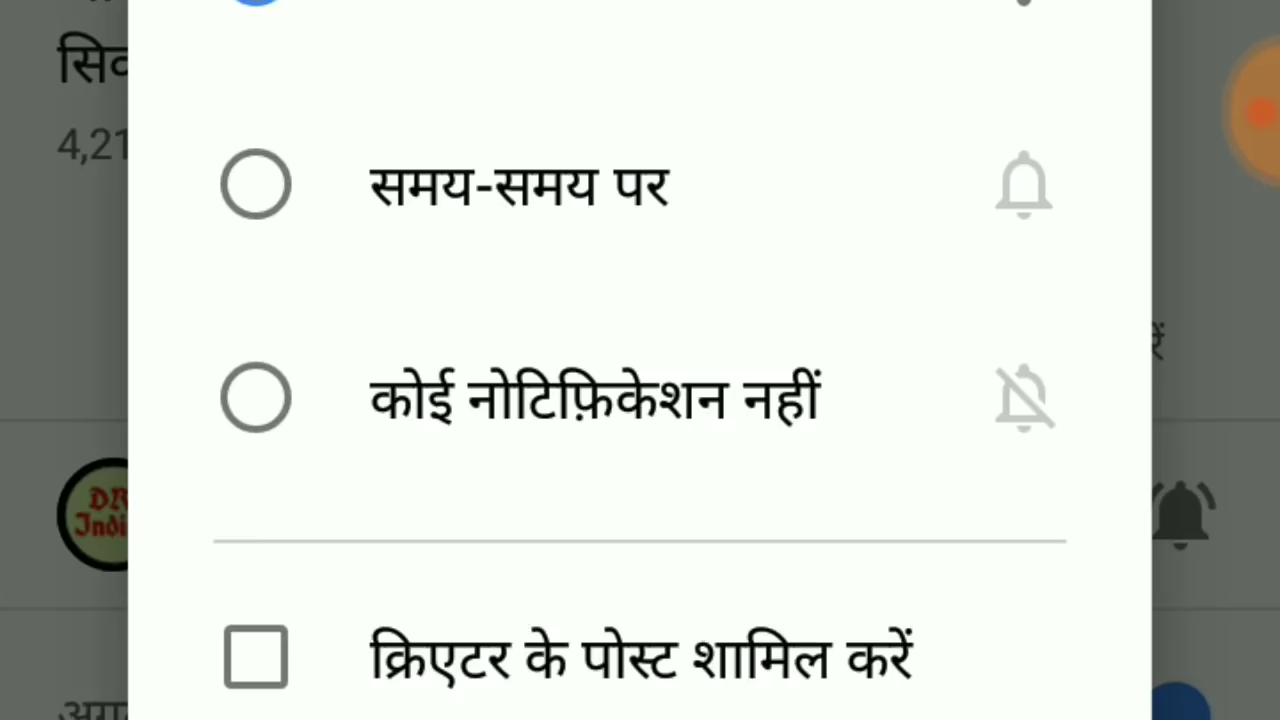 समय-समय पर
कोई नोटिफ़िकेशन नहीं
क्रिएटर के पोस्ट शामिल करें